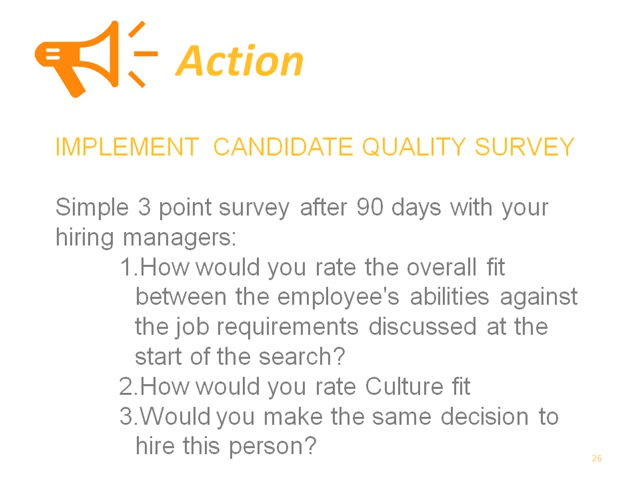 Action
IMPLEMENT CANDIDATE QUALITY SURVEY
Simple 3 point survey after 90 days with your
hiring managers:
1.How would you rate the overall fit
between the employee's abilities against
the job requirements discussed at the
start of the search?
2.How would you rate Culture fit
3.Would you make the same decision to
hire this person?
26